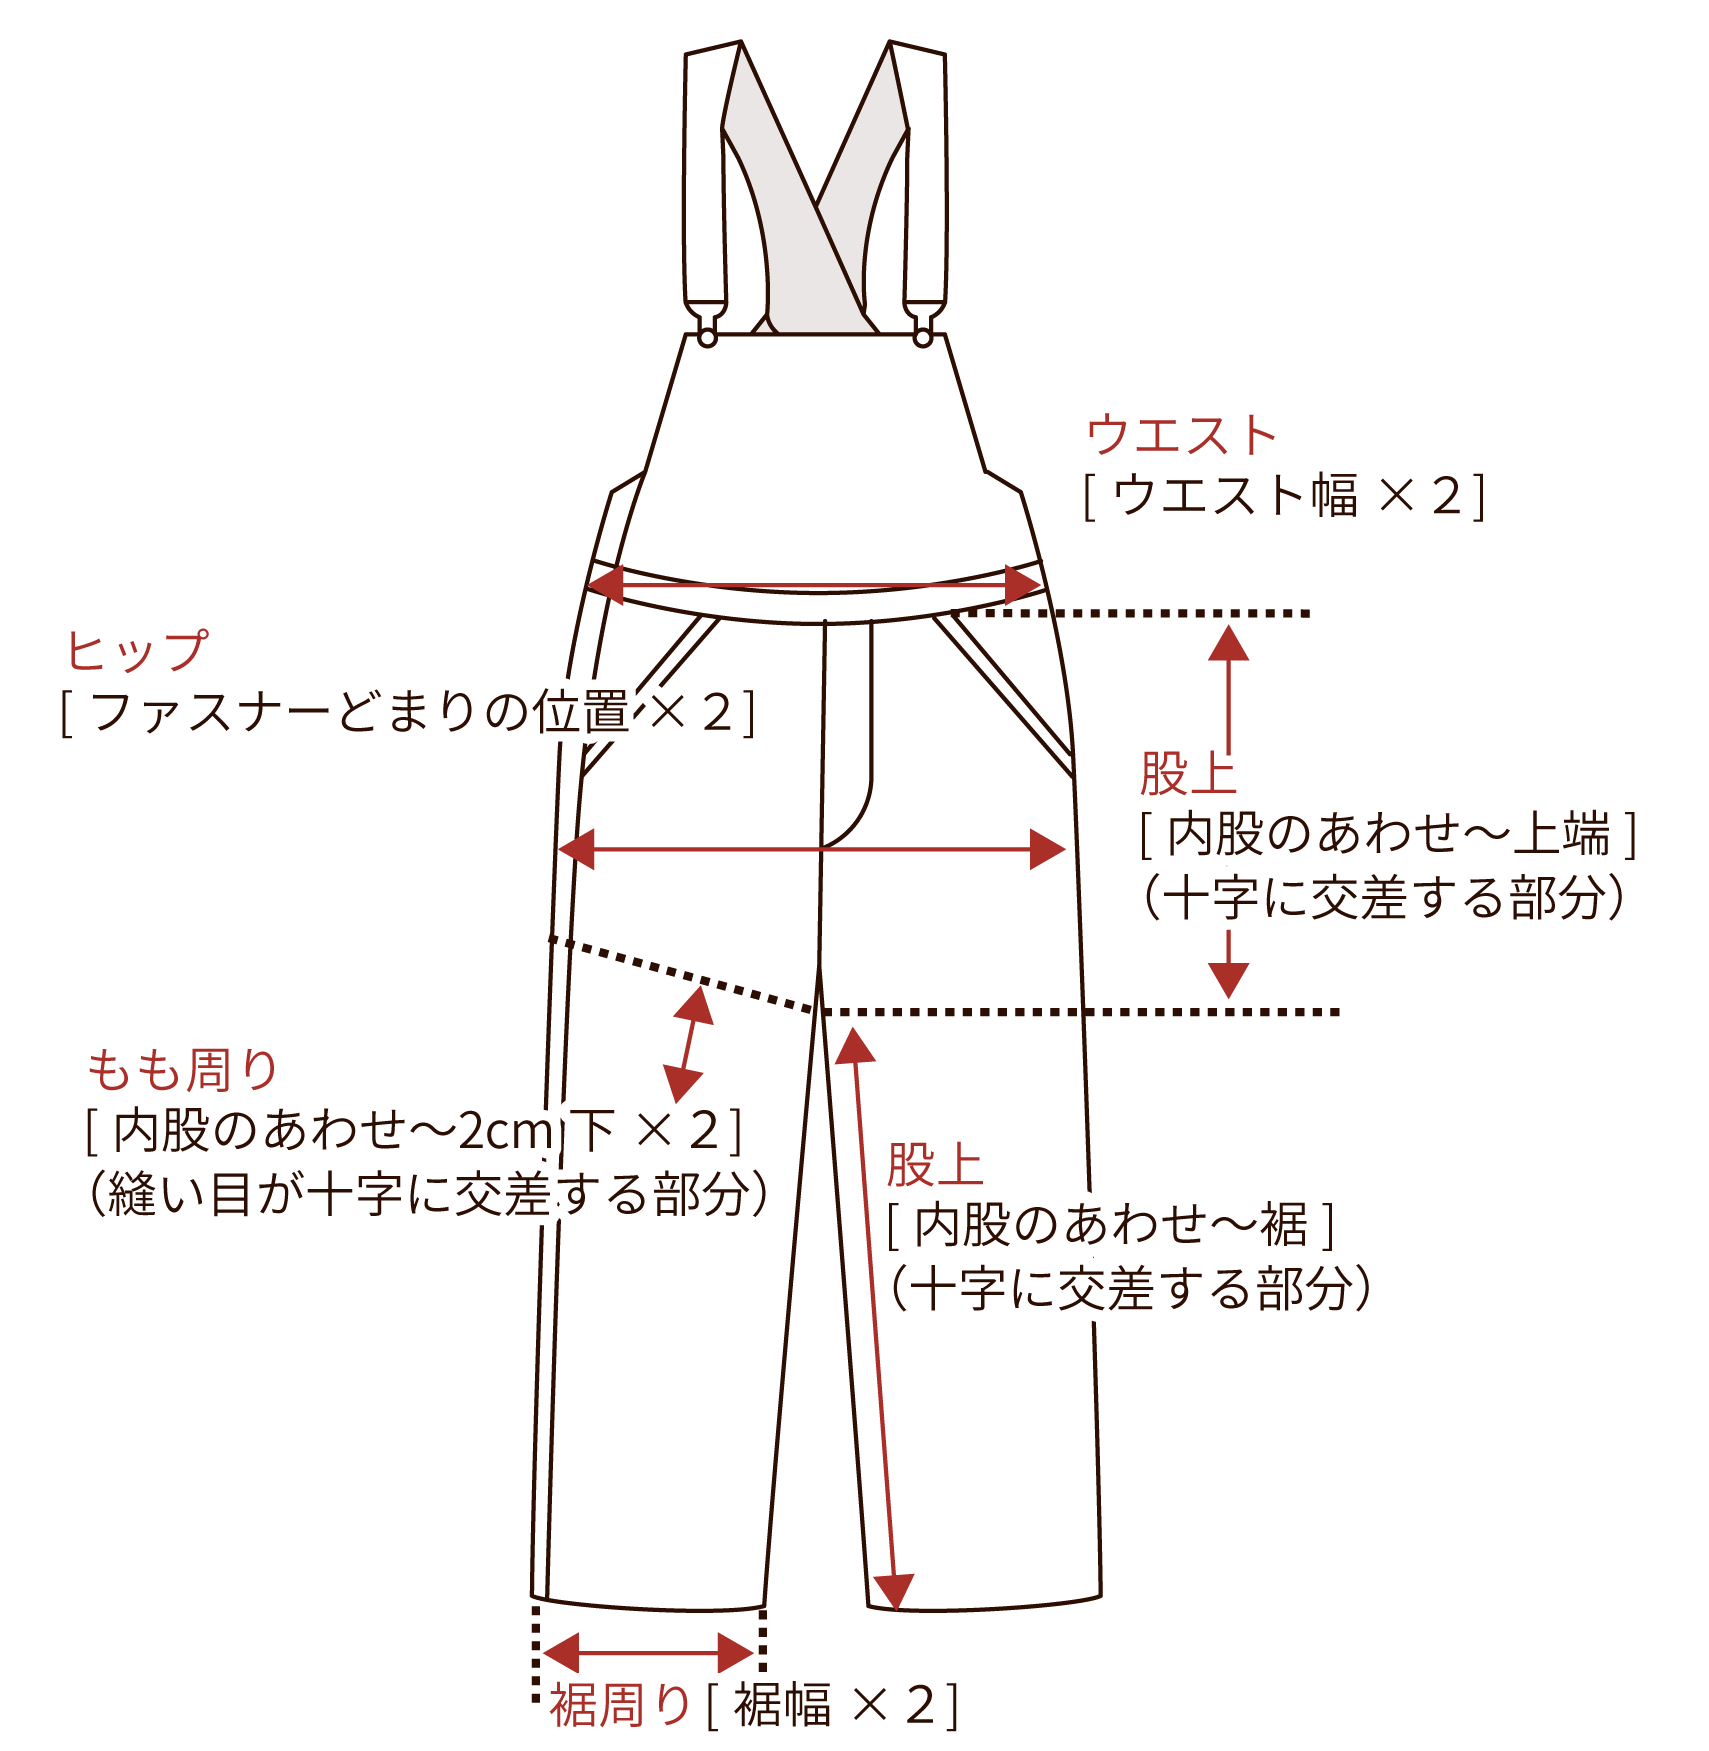 ウエスト
[ ウエスト幅 ×２]
ヒップ
[ ファスナーどまりの位置 ×２]
股上
[ 内股のあわせ～上端 ]
（十字に交差する部分）
もも周り
[ 内股のあわせ～2cm 下 ×２]
（縫い目が十字に交差する部分）
股上
[ 内股のあわせ～裾 ]
（十字に交差する部分）
裾周り[ 裾幅 ×２]